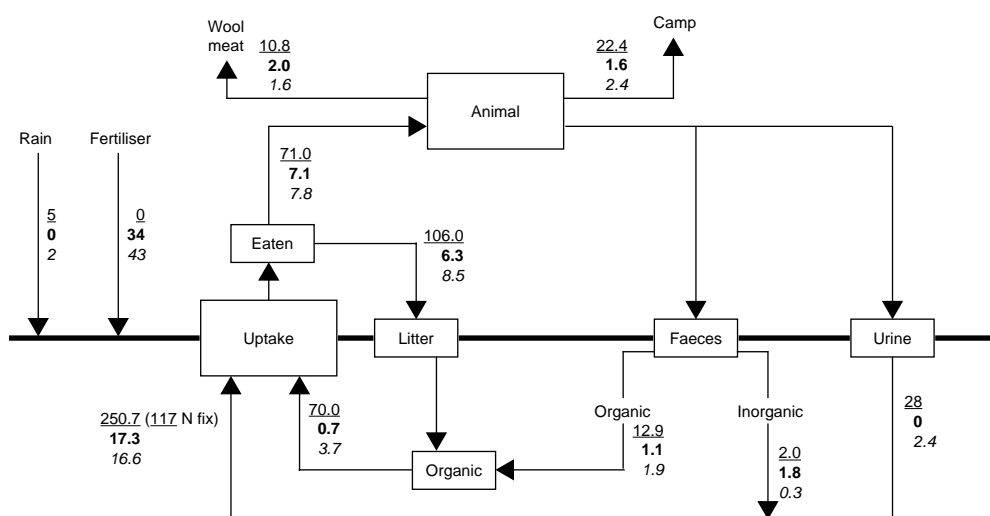 Wool
meat
10.8
2.0
1.6
22.4
1.6
2.4
Camp
Animal
Rain
Fertiliser
71.0
7.1
7.8
5
0
2
0
34
43
Eaten
106.0
6.3
8.5
Uptake
Litter
Faeces
Urine
250.7 (117 N fix)
17.3
16.6
70.0
0.7
3.7
Organic
Organic
12.9
1.1
1.9
Inorganic
2.0
1.8
0.3
28
0
2.4